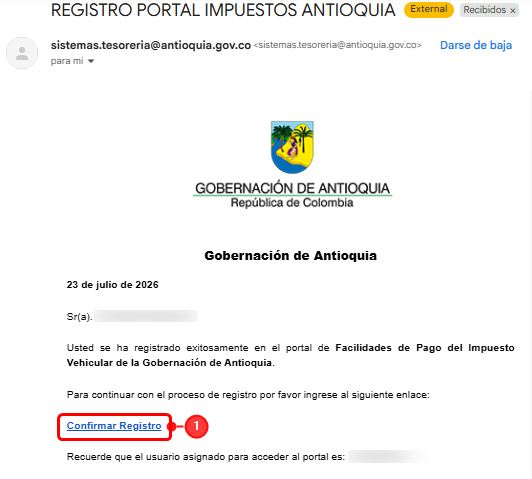 REGISTRO PORTAL IMPUESTOS ANTIOQUIA External Recibidos ×
sistemas.tesoreria@antioquia.gov.co <sistemas.tesoreria@antioquia.gov.co> Darse de baja
para mí
GOBERNACIÓN DE ANTIOQUIA
República de Colombia
Gobernación de Antioquia
23 de julio de 2026
Sr(a).
Usted se ha registrado exitosamente en el portal de Facilidades de Pago del Impuesto
Vehicular de la Gobernación de Antioquia.
Para continuar con el proceso de registro por favor ingrese al siguiente enlace:
Confirmar Registro 1
Recuerde que el usuario asignado para acceder al portal es: